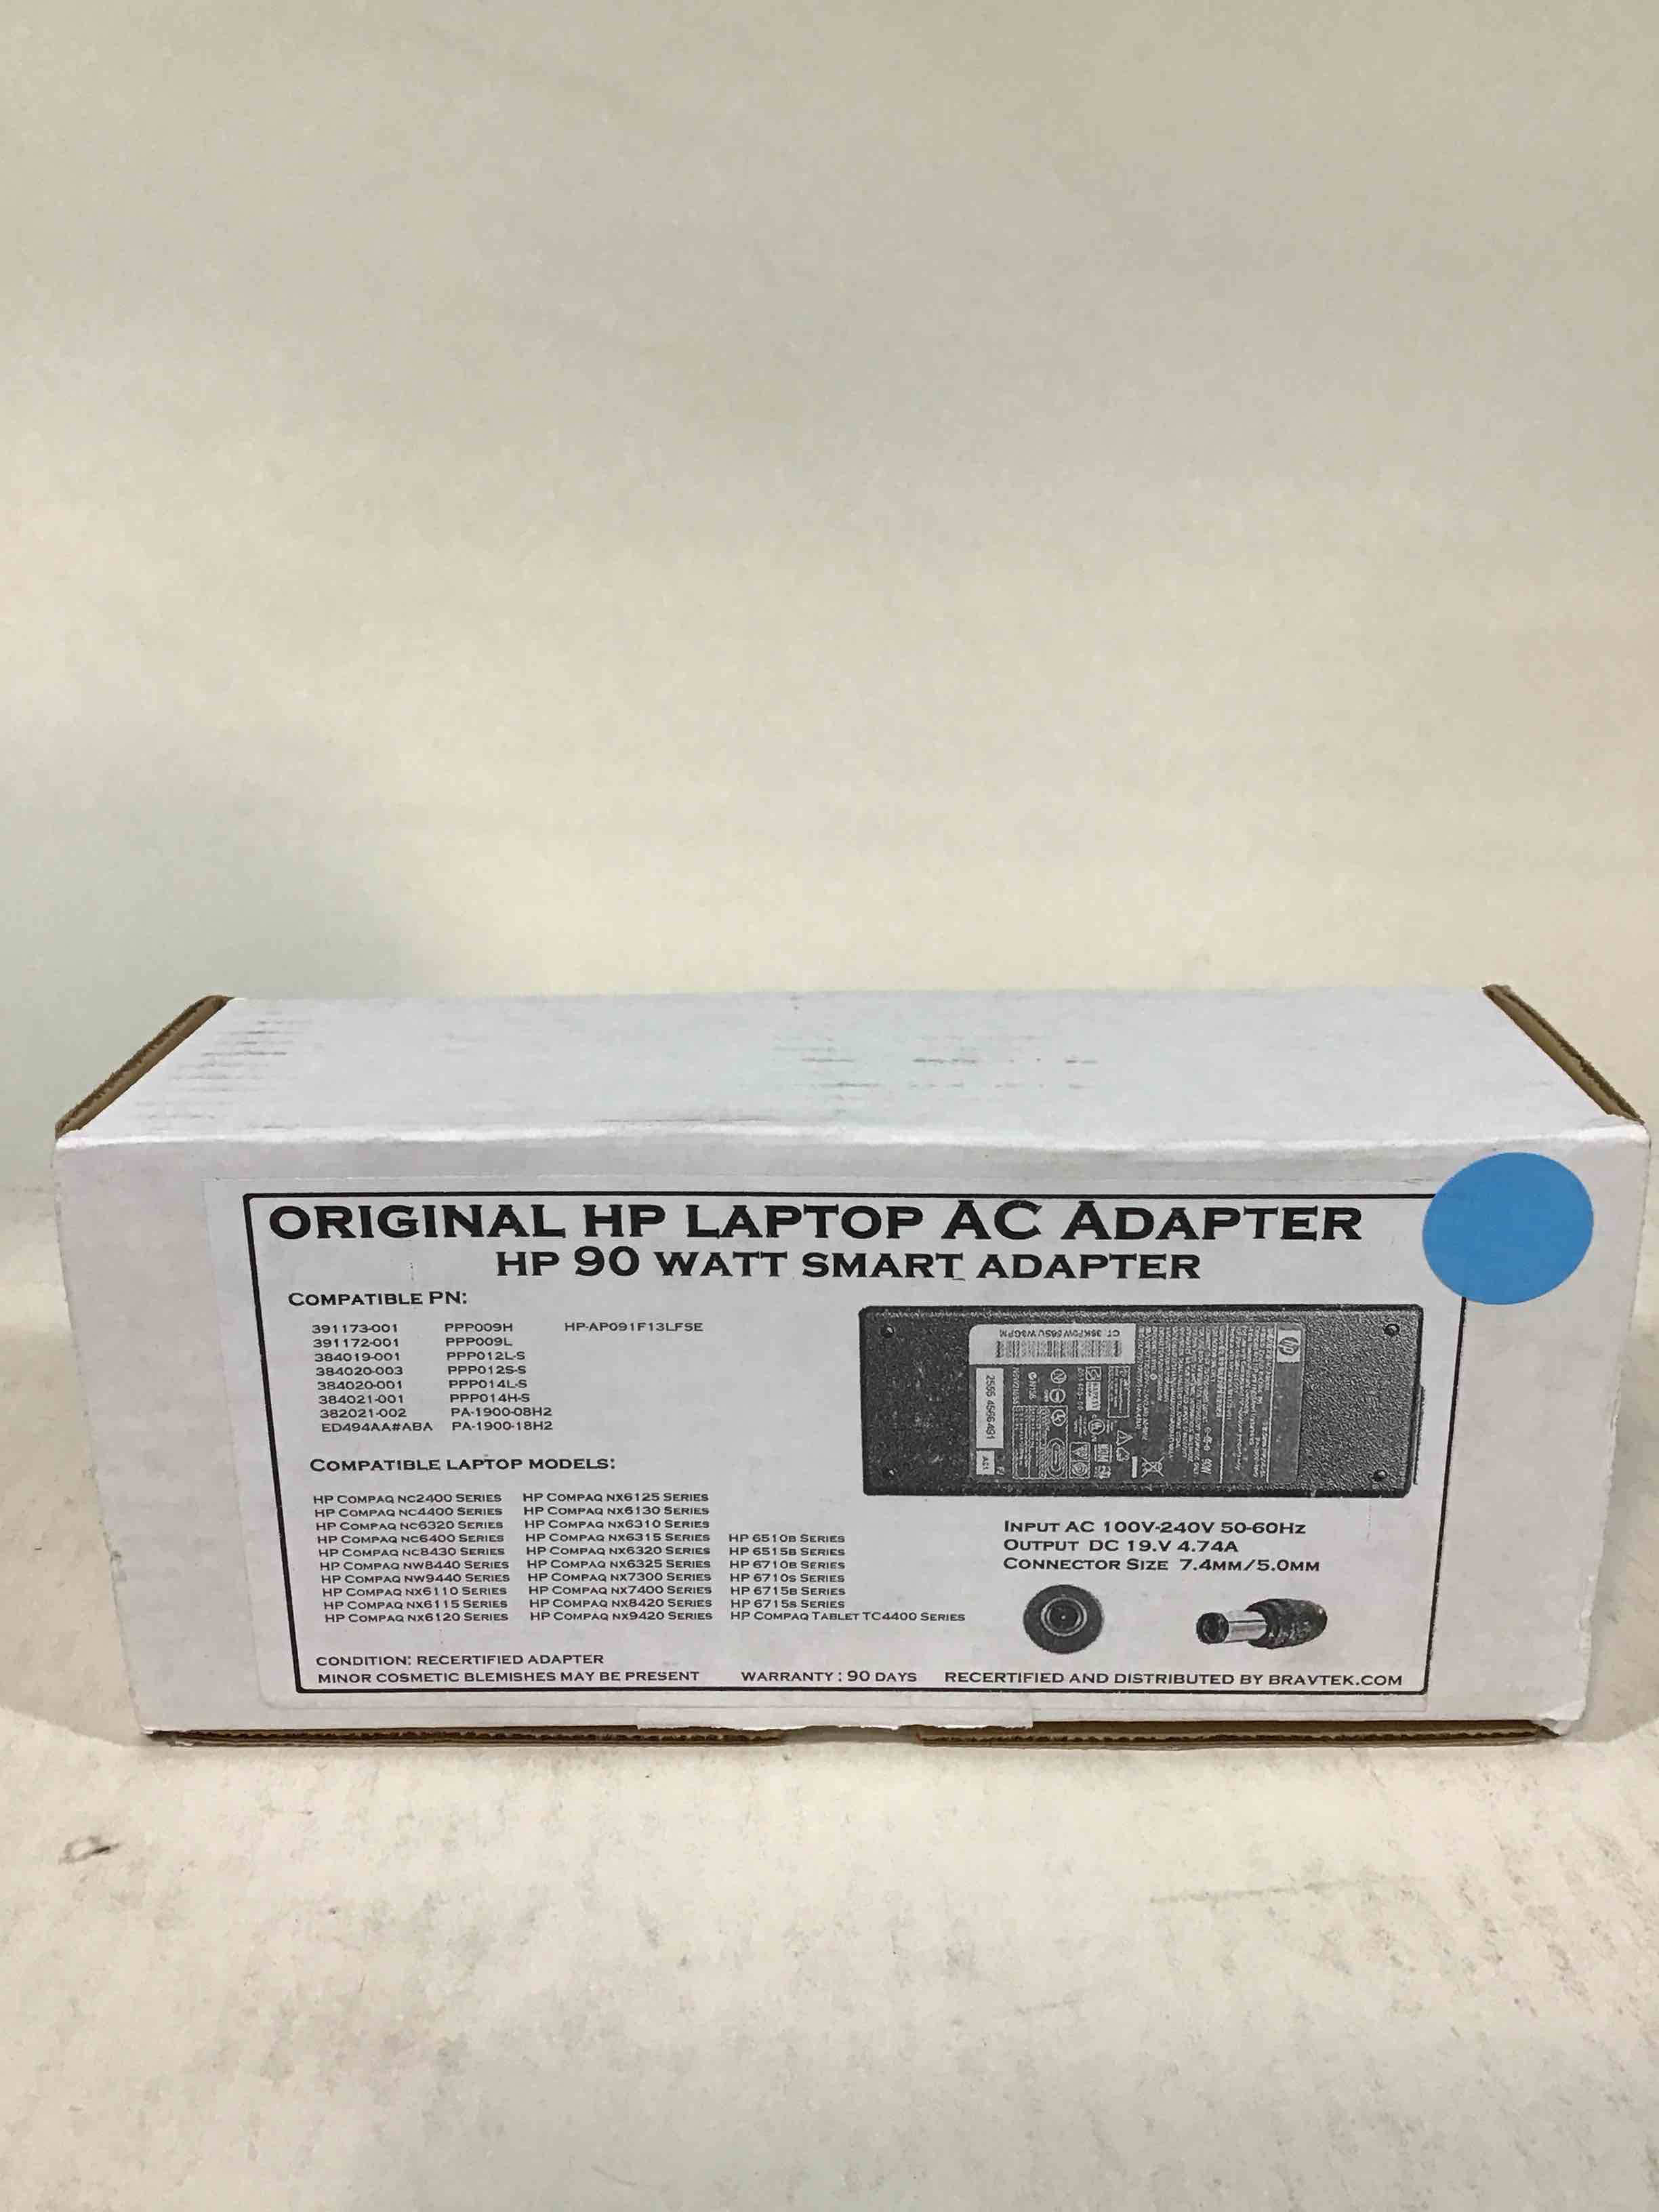 ORIGINAL HP LAPTOP AC ADAPTER
HP 90 WATT SMART ADAPTER
COMPATIBLE PN:
391173-001 PPP009H HP-AP091F13LFSE
391172-001 PPP009L
384019-001 PPP012L-S
384020-003 PPP012S-S
384020-001 PPP014L-S
384021-001 PPP014H-S
382021-002 PA-1900-08H2
ED494AA#ABA PA-1900-18H2
COMPATIBLE LAPTOP MODELS:
HP COMPAQ NC2400 SERIES HP COMPAQ NX6125 SERIES
HP COMPAQ NC4400 SERIES HP COMPAQ NX6130 SERIES
HP COMPAQ NC6320 SERIES HP COMPAQ NX6310 SERIES
HP COMPAQ NC6400 SERIES HP COMPAQ NX6315 SERIES HP 6510B SERIES
HP COMPAQ NC8430 SERIES HP COMPAQ NX6320 SERIES HP 6515B SERIES
HP COMPAQ NW8440 SERIES HP COMPAQ NX6325 SERIES HP 6710B SERIES
HP COMPAQ NW9440 SERIES HP COMPAQ NX7300 SERIES HP 6710S SERIES
HP COMPAQ NX6110 SERIES HP COMPAQ NX7400 SERIES HP 6715B SERIES
HP COMPAQ NX6115 SERIES HP COMPAQ NX8420 SERIES HP 6715S SERIES
HP COMPAQ NX6120 SERIES HP COMPAQ NX9420 SERIES HP COMPAQ TABLET TC4400 SERIES
2555 4566491
90W
INPUT AC 100V-240V 50-60HZ
OUTPUT DC 19.V 4.74A
CONNECTOR SIZE 7.4MM/5.0MM
CONDITION: RECERTIFIED ADAPTER
MINOR COSMETIC BLEMISHES MAY BE PRESENT WARRANTY: 90 DAYS RECERTIFIED AND DISTRIBUTED BY BRAVTEK.COM